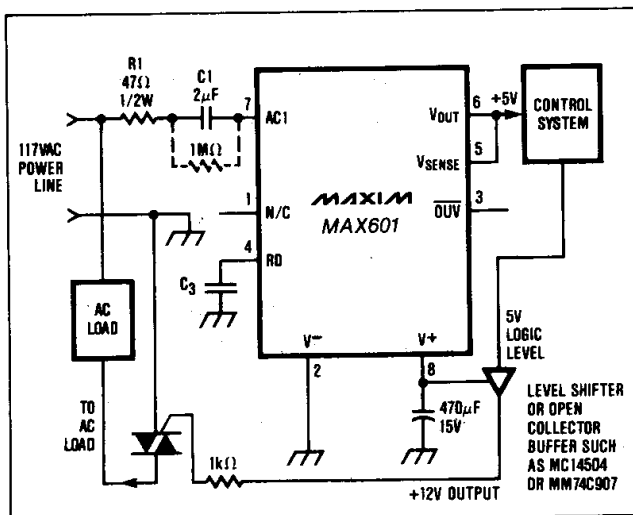 R1
47Ω
1/2W
C1
2μF
1MΩ
117VAC
POWER
LINE
7
AC1
1
N/C
4
RD
C3
MAXIM
MAX601
6
VOUT
+5V
5
VSENSE
3
OUV
CONTROL
SYSTEM
V-
2
V+
8
470μF
15V
5V
LOGIC
LEVEL
LEVEL SHIFTER
OR OPEN
COLLECTOR
BUFFER SUCH
AS MC14504
OR MM74C907
AC
LOAD
TO
AC
LOAD
1kΩ
+12V OUTPUT